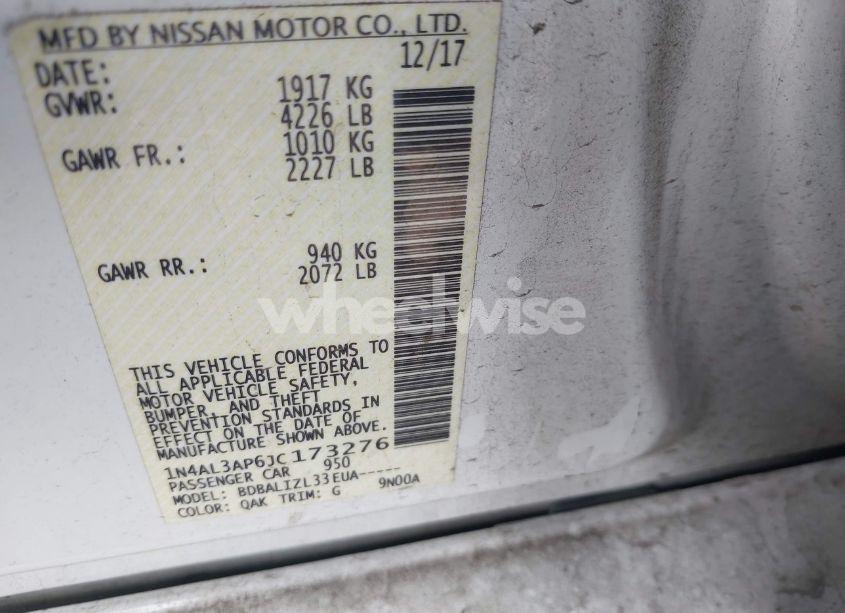 MFD BY NISSAN MOTOR CO., LTD.
DATE: 12/17
GVWR: 1917 KG
4226 LB
GAWR FR.: 1010 KG
2227 LB
GAWR RR.: 940 KG
2072 LB
wheelwise
THIS VEHICLE CONFORMS TO
ALL APPLICABLE FEDERAL
MOTOR VEHICLE SAFETY,
BUMPER, AND THEFT
PREVENTION STANDARDS IN
EFFECT ON THE DATE OF
MANUFACTURE SHOWN ABOVE.
1N4AL3AP6JC173276
PASSENGER CAR 950
MODEL: BDBALIZL33EUA-----
COLOR: QAK TRIM: G 9N00A